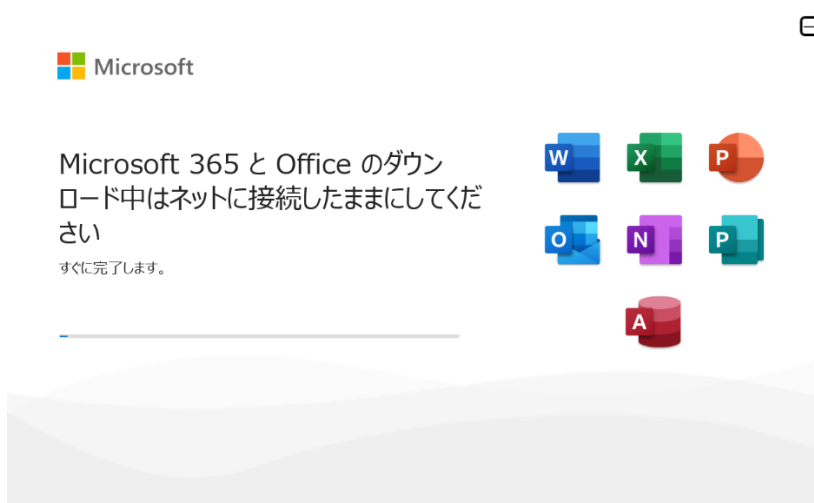 Microsoft
Microsoft 365 と Office のダウン
ロード中はネットに接続したままにしてくだ
さい
すぐに完了します。
W X P
O N P
A